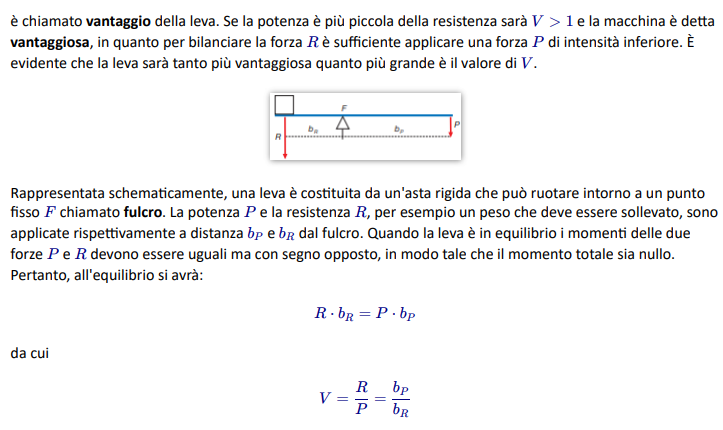 è chiamato vantaggio della leva. Se la potenza è più piccola della resistenza sarà V > 1 e la macchina è detta
vantaggiosa, in quanto per bilanciare la forza R è sufficiente applicare una forza P di intensità inferiore. È
evidente che la leva sarà tanto più vantaggiosa quanto più grande è il valore di V.
F
R b_R b_P P
Rappresentata schematicamente, una leva è costituita da un'asta rigida che può ruotare intorno a un punto
fisso F chiamato fulcro. La potenza P e la resistenza R, per esempio un peso che deve essere sollevato, sono
applicate rispettivamente a distanza b_P e b_R dal fulcro. Quando la leva è in equilibrio i momenti delle due
forze P e R devono essere uguali ma con segno opposto, in modo tale che il momento totale sia nullo.
Pertanto, all'equilibrio si avrà:
R · b_R = P · b_P
da cui
V = R/P = b_P/b_R